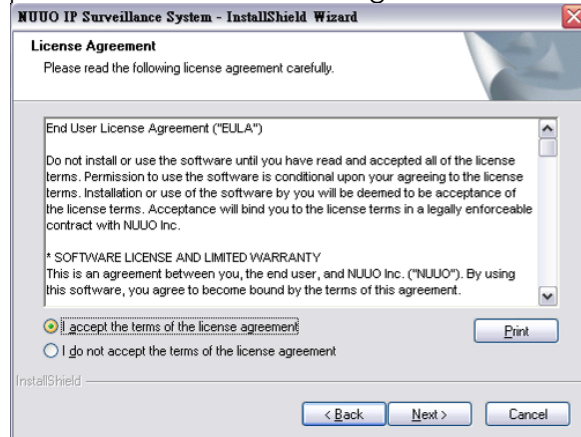 NUUO IP Surveillance System - InstallShield Wizard
License Agreement
Please read the following license agreement carefully.
End User License Agreement ("EULA")
Do not install or use the software until you have read and accepted all of the license
terms. Permission to use the software is conditional upon your agreeing to the license
terms. Installation or use of the software by you will be deemed to be acceptance of
the license terms. Acceptance will bind you to the license terms in a legally enforceable
contract with NUUO Inc.
* SOFTWARE LICENSE AND LIMITED WARRANTY
This is an agreement between you, the end user, and NUUO Inc. ("NUUO"). By using
this software, you agree to become bound by the terms of this agreement.
I accept the terms of the license agreement
Print
I do not accept the terms of the license agreement
InstallShield
< Back Next > Cancel